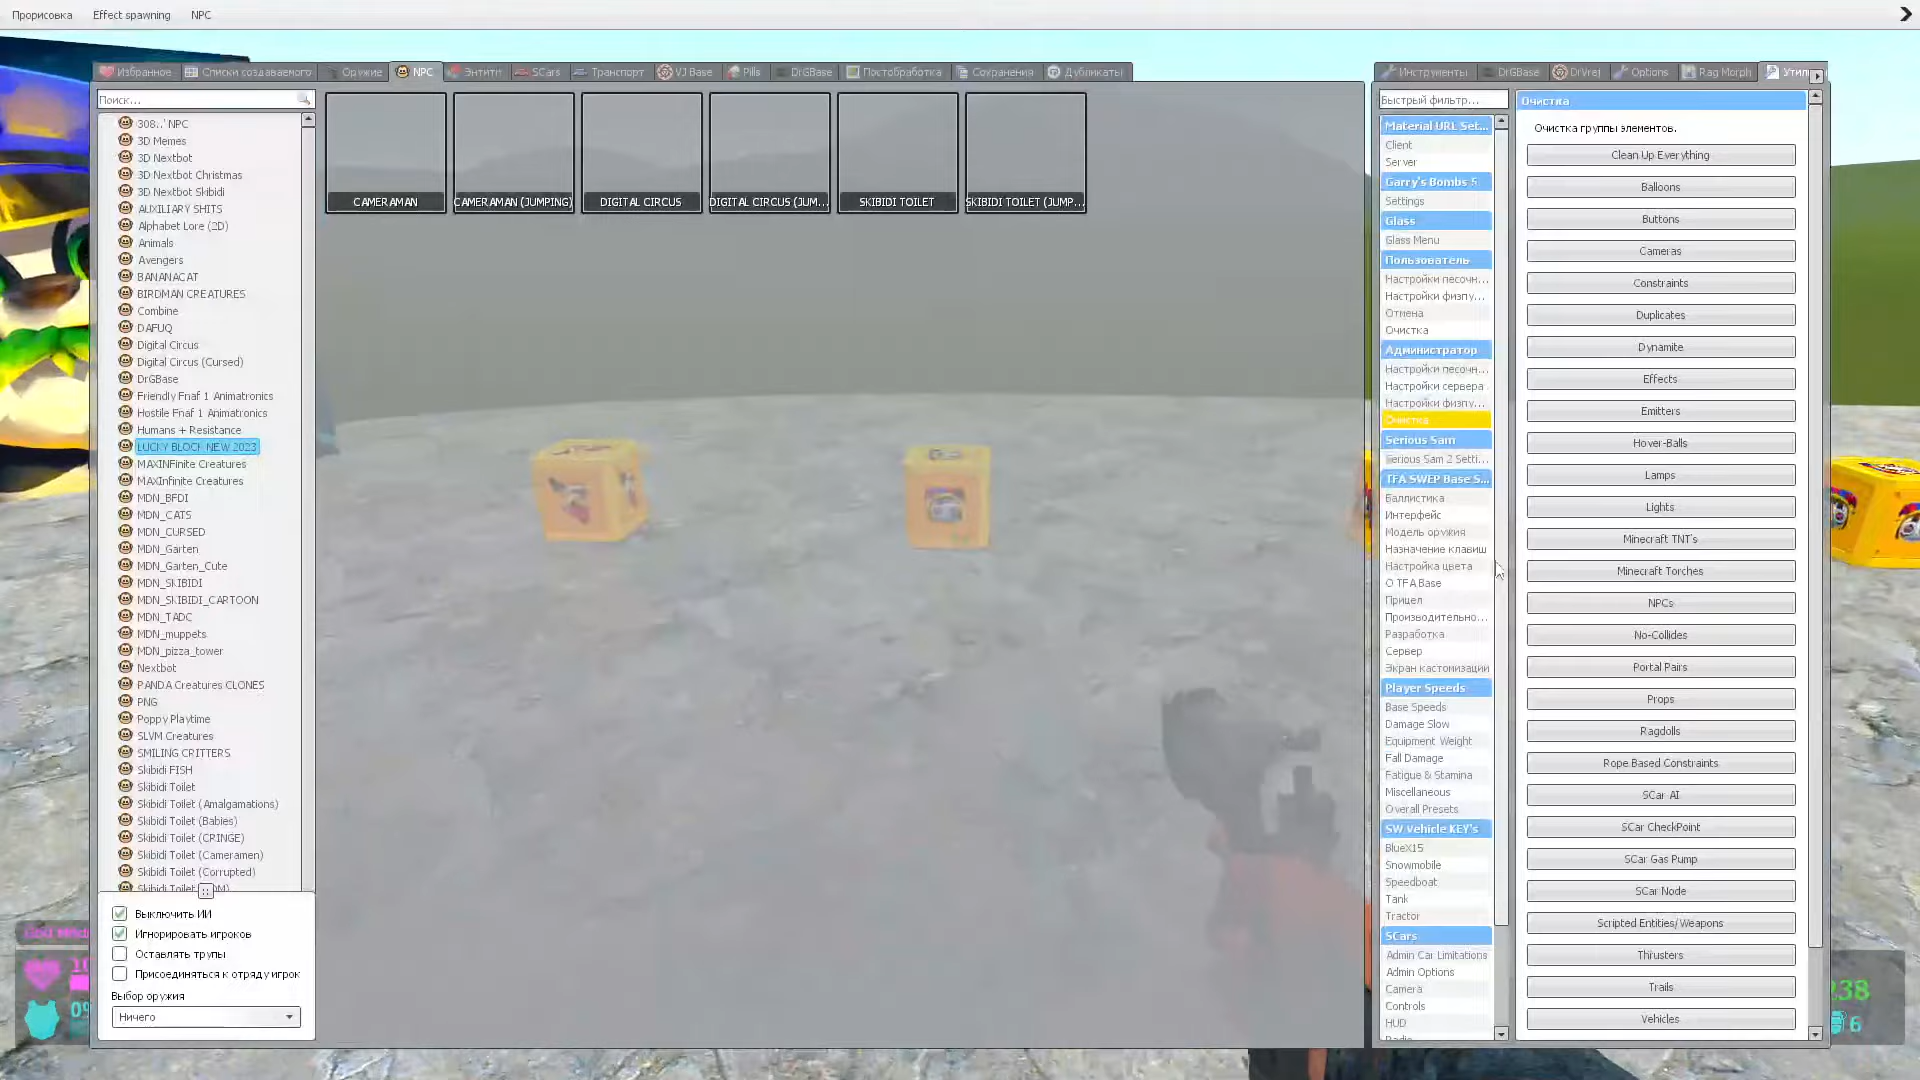 Прорисовка Effect spawning NPC
Избранное Списки создаваемого Оружие NPC Энтити SCars Транспорт VJ Base Pills DrGBase Постобработка Сохранения Дубликаты
Инструменты DrGBase DrVrej Options Rag Morph
Поиск...
3D Memes
3D Nextbot
3D Nextbot Christmas
3D Nextbot Skibidi
AUXILIARY SHITS
Alphabet Lore (2D)
Animals
Avengers
BANANACAT
BIRDMAN CREATURES
Combine
DAFUQ
Digital Circus
Digital Circus (Cursed)
DrGBase
Friendly Fnaf 1 Animatronics
Hostile Fnaf 1 Animatronics
Humans + Resistance
LUCKY BLOCK NEW 2023
MAXINFinite Creatures
MAXInfinite Creatures
MDN_BFDI
MDN_CATS
MDN_CURSED
MDN_Garten
MDN_Garten_Cute
MDN_SKIBIDI
MDN_SKIBIDI_CARTOON
MDN_TADC
MDN_muppets
MDN_pizza_tower
Nextbot
PANDA Creatures CLONES
PNG
Poppy Playtime
SLVM Creatures
SMILING CRITTERS
Skibidi FISH
Skibidi Toilet
Skibidi Toilet (Amalgamations)
Skibidi Toilet (Babies)
Skibidi Toilet (CRINGE)
Skibidi Toilet (Cameramen)
Skibidi Toilet (Corrupted)
Выключить ИИ
Игнорировать игроков
Оставлять трупы
Присоединяться к отряду игрок
Выбор оружия
Ничего
CAMERAMAN
CAMERAMAN (JUMPING)
DIGITAL CIRCUS
DIGITAL CIRCUS (JUM...
SKIBIDI TOILET
SKIBIDI TOILET (JUMP...
Быстрый фильтр...
Material URL Set...
Client
Server
Garry's Bombs 5
Settings
Glass
Glass Menu
Пользователь
Настройки песочн...
Настройки физпу...
Отмена
Очистка
Администратор
Настройки песочн...
Настройки сервера
Настройки физпу...
Очистка
Serious Sam
Serious Sam 2 Setti...
TFA SWEP Base S...
Баллистика
Интерфейс
Модель оружия
Назначение клавиш
Настройка цвета
О TFA Base
Прицел
Производительно...
Разработка
Сервер
Экран кастомизации
Player Speeds
Base Speeds
Damage Slow
Equipment Weight
Fall Damage
Fatigue & Stamina
Miscellaneous
Overall Presets
SW Vehicle KEY's
BlueX15
Snowmobile
Speedboat
Tank
Tractor
SCars
Admin Car Limitations
Admin Options
Camera
Controls
HUD
Очистка
Очистка группы элементов.
Clean Up Everything
Balloons
Buttons
Cameras
Constraints
Duplicates
Dynamite
Effects
Emitters
Hover-Balls
Lamps
Lights
Minecraft TNT's
Minecraft Torches
NPCs
No-Collides
Portal Pairs
Props
Ragdolls
Rope Based Constraints
SCar AI
SCar CheckPoint
SCar Gas Pump
SCar Node
Scripted Entities/Weapons
Thrusters
Trails
Vehicles
238
6